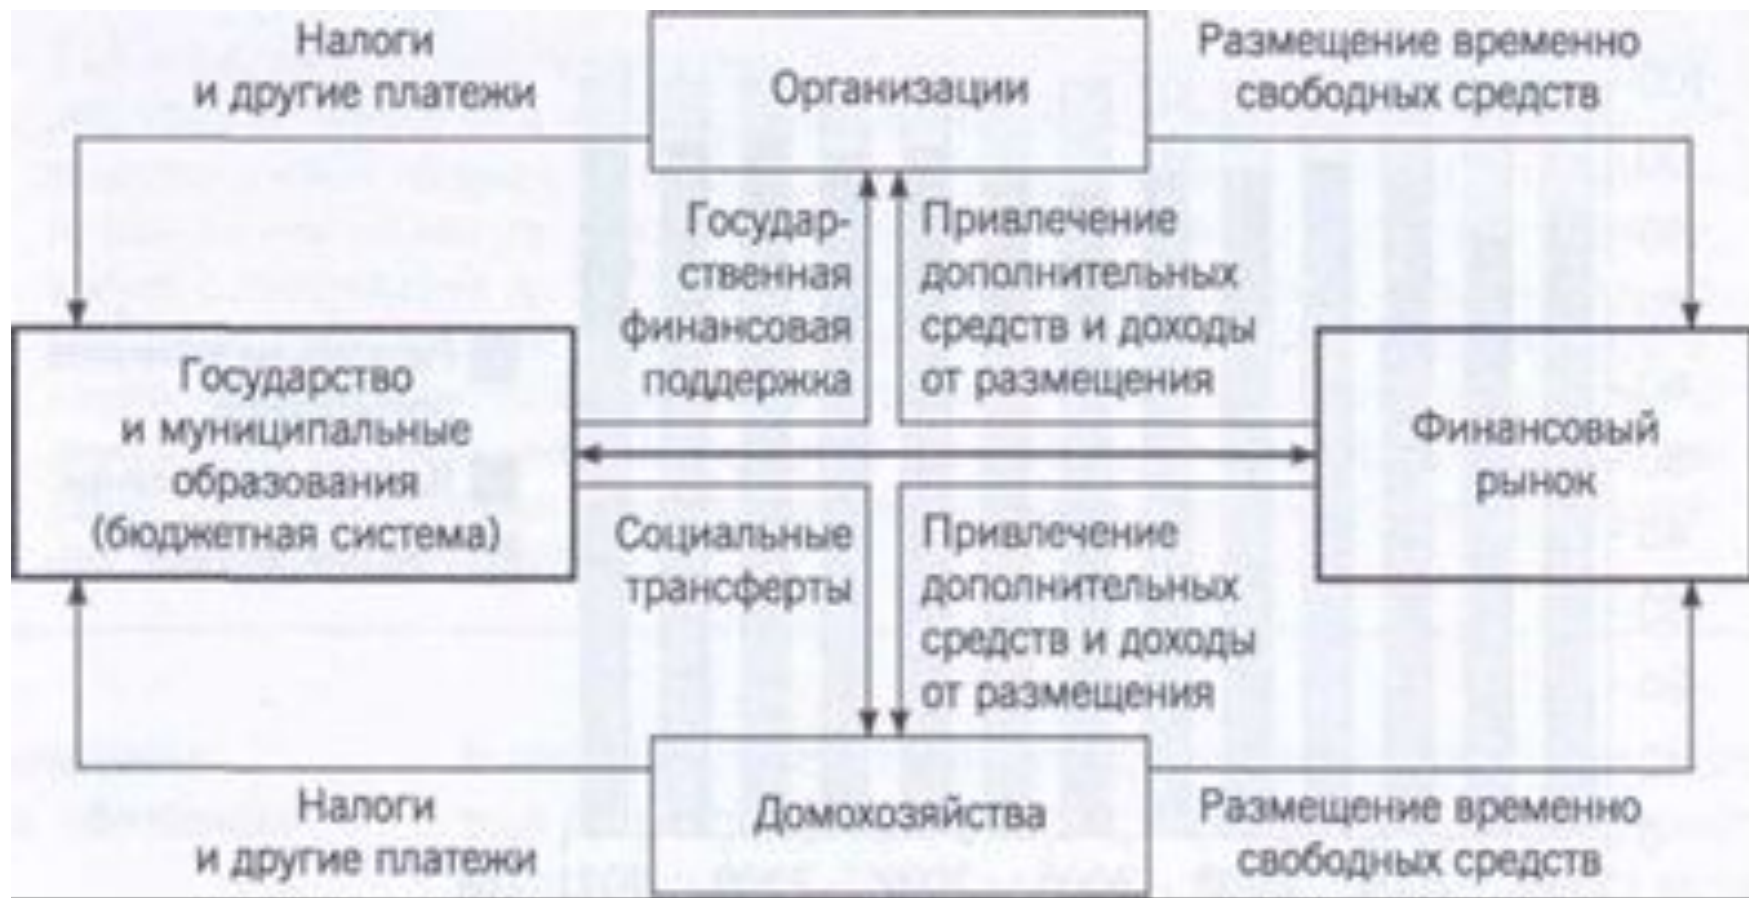 Налоги
и другие платежи
Организации
Размещение временно
свободных средств
Государ-
ственная
финансовая
поддержка
Привлечение
дополнительных
средств и доходы
от размещения
Государство
и муниципальные
образования
(бюджетная система)
Финансовый
рынок
Социальные
трансферты
Привлечение
дополнительных
средств и доходы
от размещения
Налоги
и другие платежи
Домохозяйства
Размещение временно
свободных средств